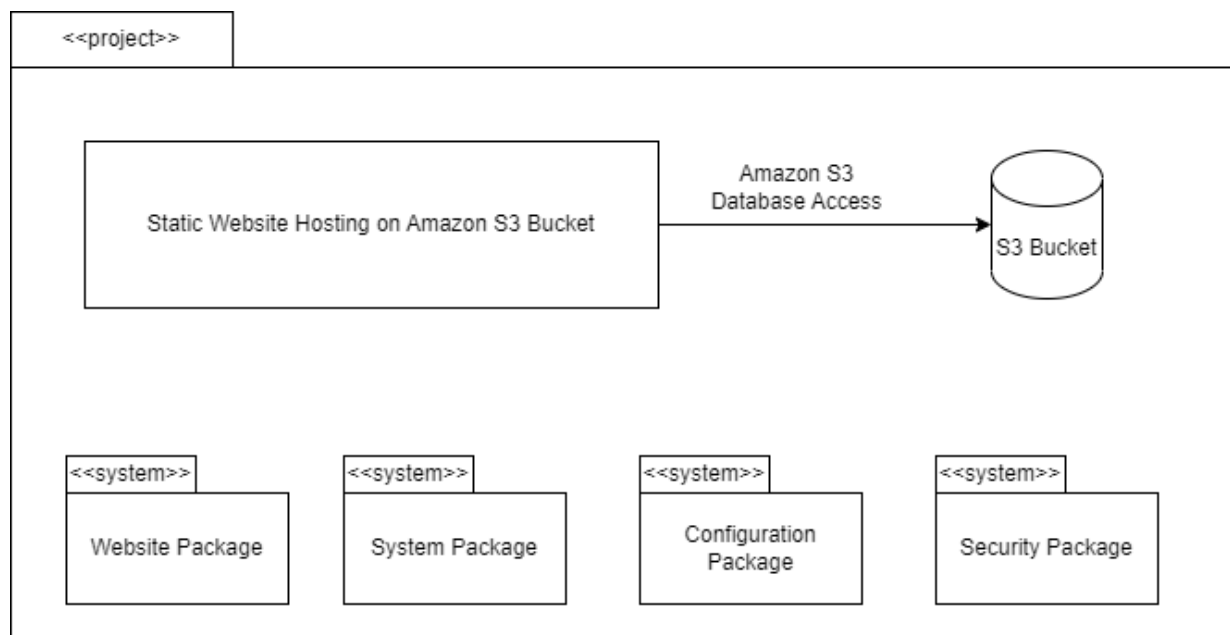 <<project>>
Static Website Hosting on Amazon S3 Bucket
Amazon S3
Database Access
S3 Bucket
<<system>>
Website Package
<<system>>
System Package
<<system>>
Configuration
Package
<<system>>
Security Package